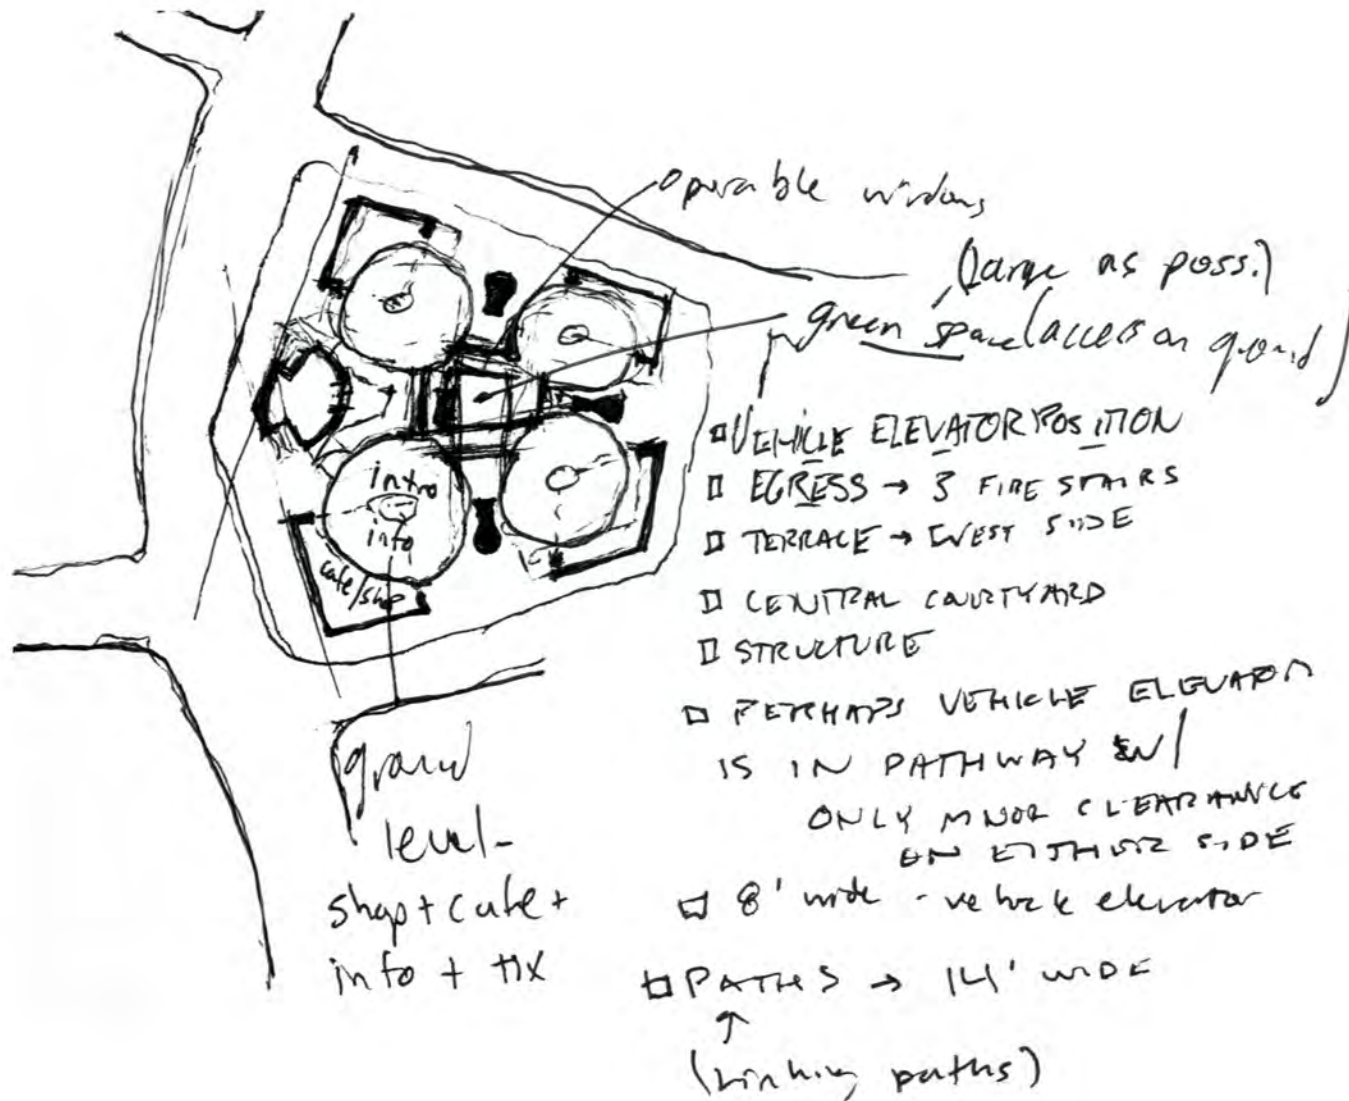 operable windows
(large as poss.)
green space (access on ground)
VEHICLE ELEVATOR POSITION
EGRESS → 3 FIRE STAIRS
TERRACE → WEST SIDE
CENTRAL COURTYARD
STRUCTURE
PERHAPS VEHICLE ELEVATOR
IS IN PATHWAY W/
ONLY MINOR CLEARANCE
ON EITHER SIDE
8' wide - vehicle elevator
PATHS → 14' WIDE
(linking paths)
intro
info
cafe/shop
ground
level-
shop + cafe +
info + tix